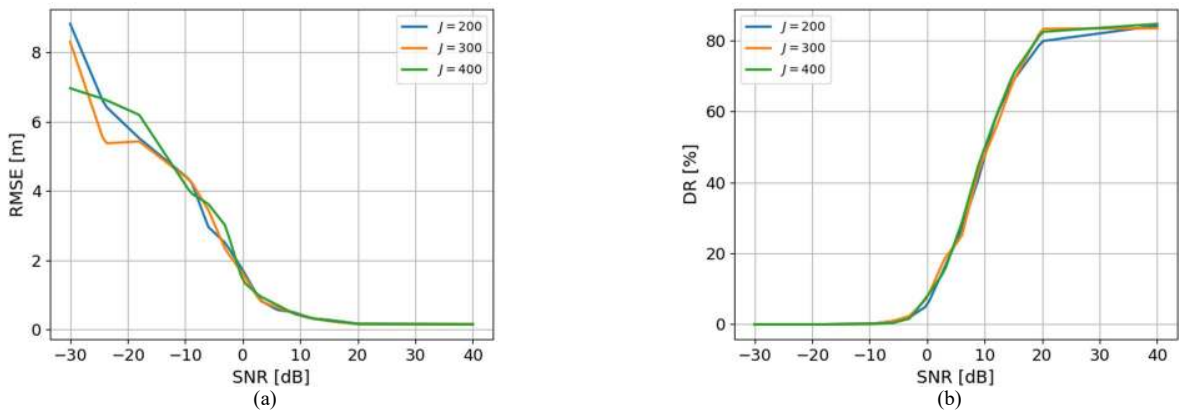 J = 200
J = 300
J = 400
8
6
4
2
0
RMSE [m]
−30 −20 −10 0 10 20 30 40
SNR [dB]
(a)
J = 200
J = 300
J = 400
80
60
40
20
0
DR [%]
−30 −20 −10 0 10 20 30 40
SNR [dB]
(b)